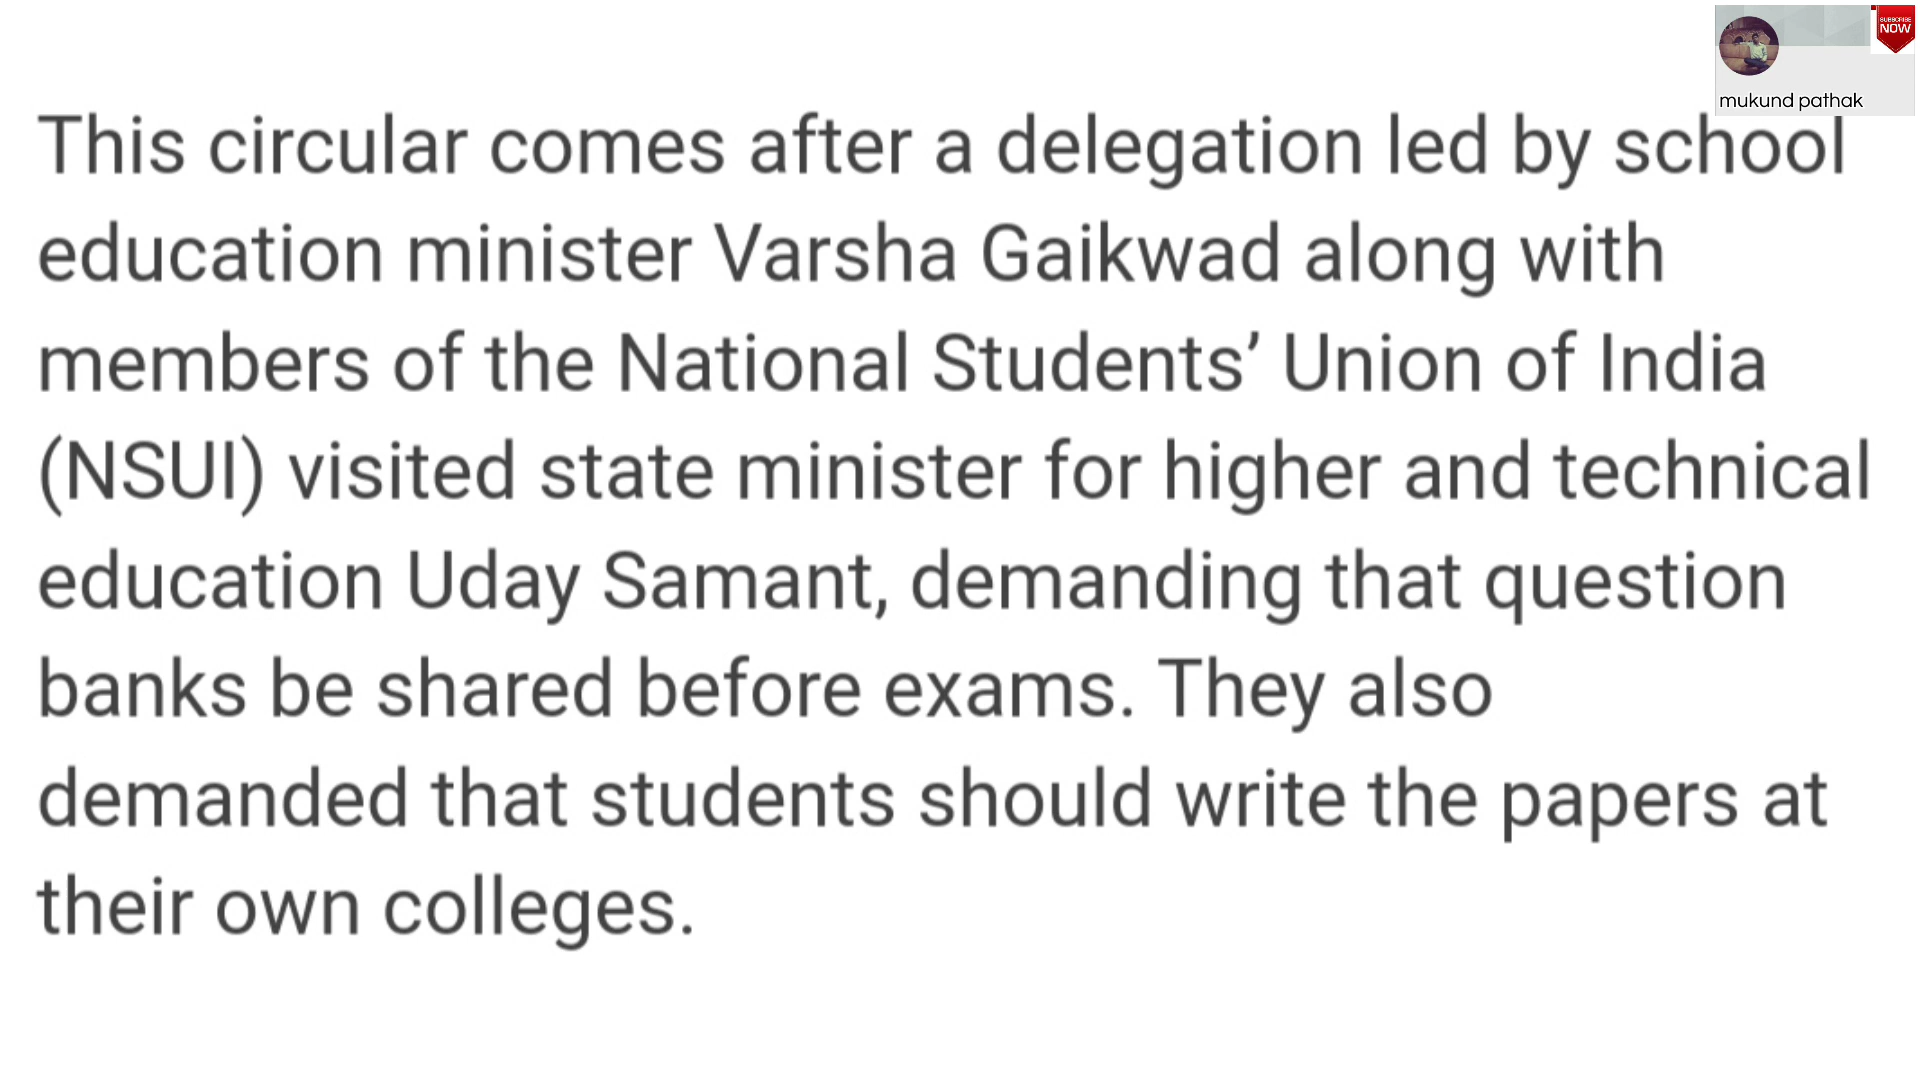 SUBSCRIBE
NOW
mukund pathak
This circular comes after a delegation led by school
education minister Varsha Gaikwad along with
members of the National Students’ Union of India
(NSUI) visited state minister for higher and technical
education Uday Samant, demanding that question
banks be shared before exams. They also
demanded that students should write the papers at
their own colleges.